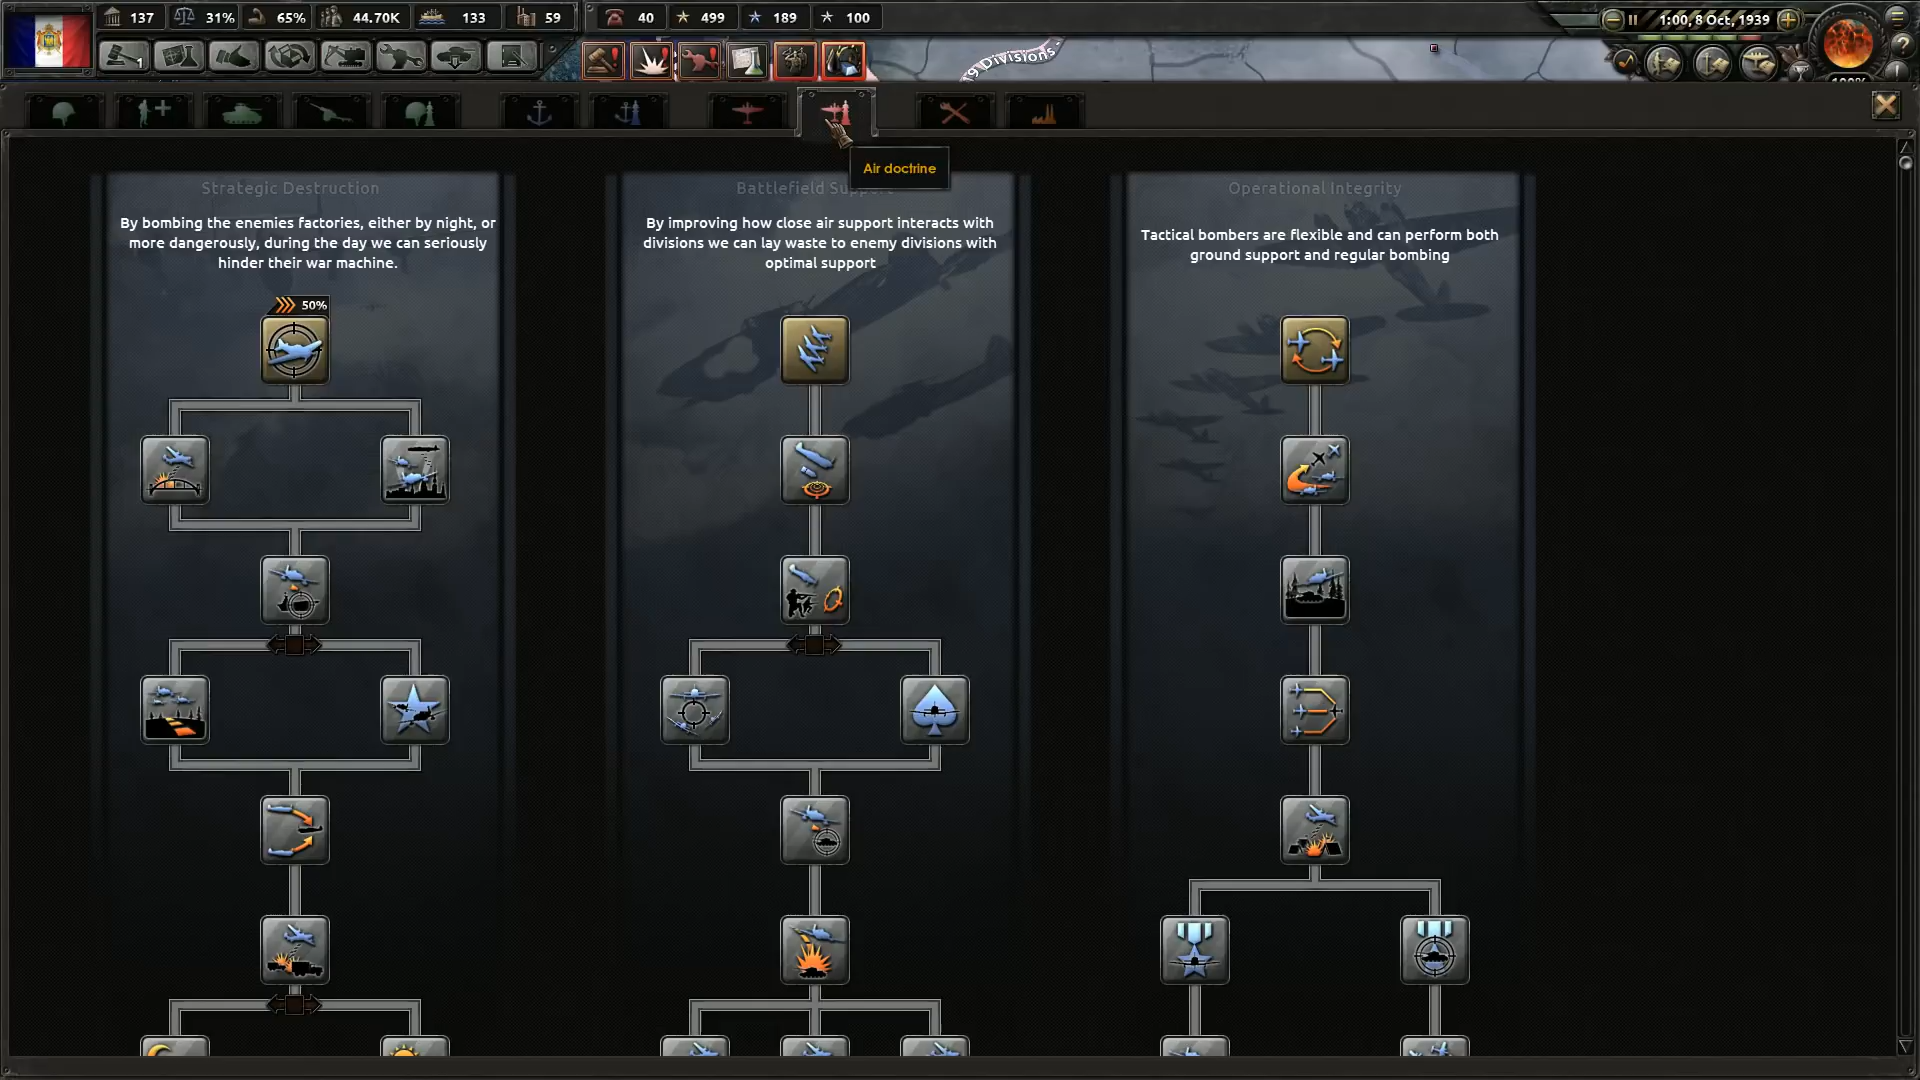 137 31% 65% 44.70K 133 59 40 499 189 100 1:00, 8 Oct, 1939
1
9 Divisions
100%
Air doctrine
Strategic Destruction
By bombing the enemies factories, either by night, or
more dangerously, during the day we can seriously
hinder their war machine.
50%
Battlefield Support
By improving how close air support interacts with
divisions we can lay waste to enemy divisions with
optimal support
Operational Integrity
Tactical bombers are flexible and can perform both
ground support and regular bombing